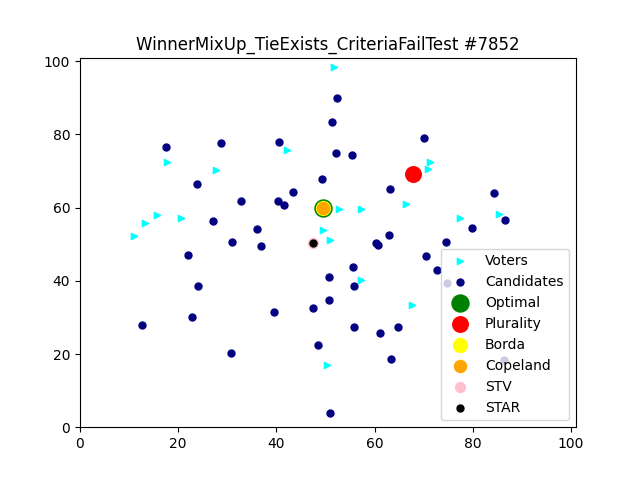 WinnerMixUp_TieExists_CriteriaFailTest #7852
100
80
60
40
20
0
0 20 40 60 80 100
Voters
Candidates
Optimal
Plurality
Borda
Copeland
STV
STAR